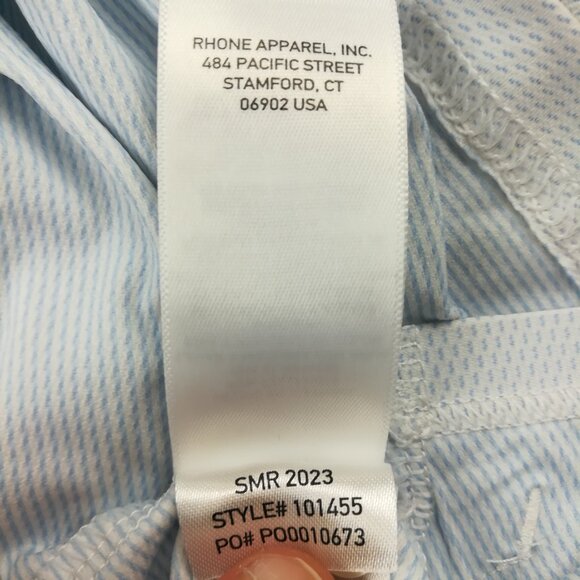 RHONE APPAREL, INC.
484 PACIFIC STREET
STAMFORD, CT
06902 USA
SMR 2023
STYLE# 101455
PO# PO0010673